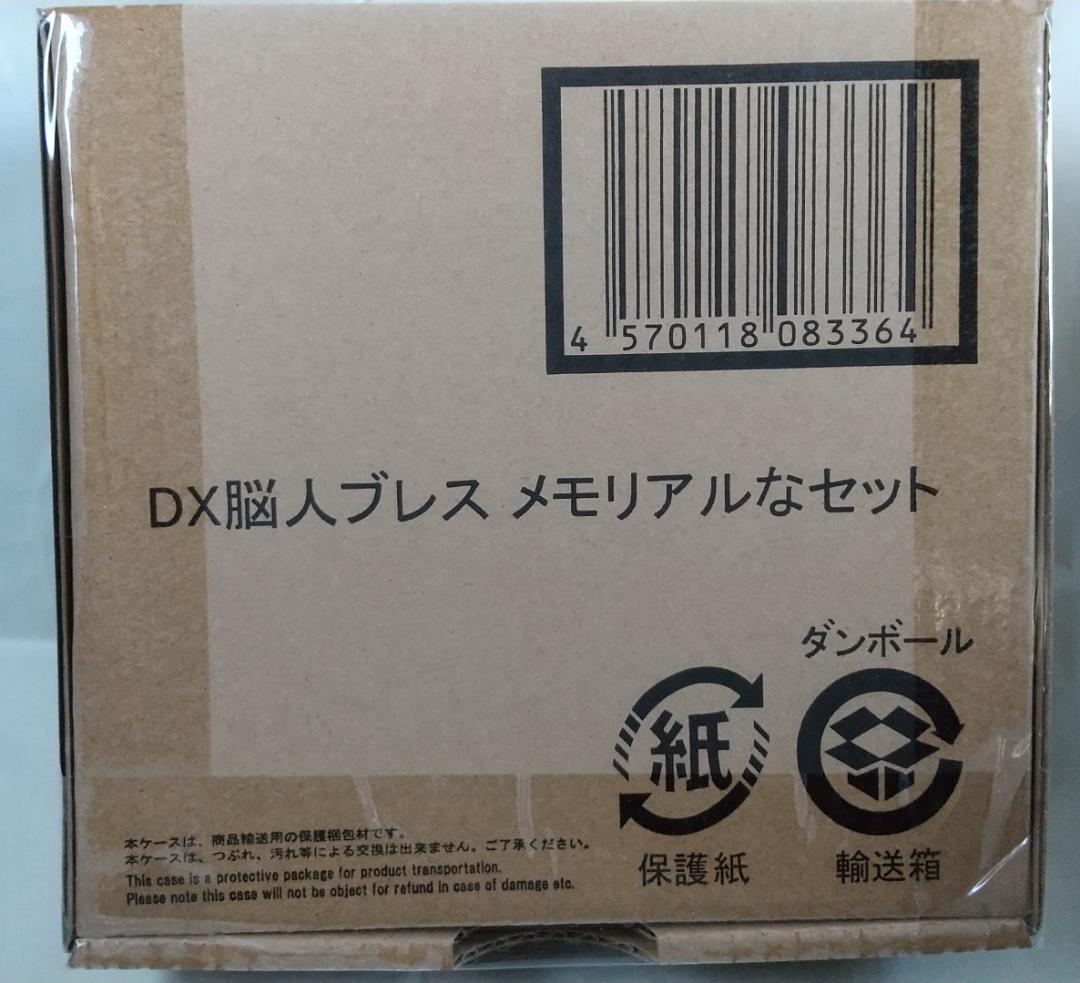 4 570118 083364
DX脳人ブレス メモリアルなセット
ダンボール
紙
保護紙
輸送箱
本ケースは、商品輸送用の保護梱包材です。
本ケースは、つぶれ、汚れ等による交換は出来ません。ご了承ください。
This case is a protective package for product transportation.
Please note this case will not be object for refund in case of damage etc.